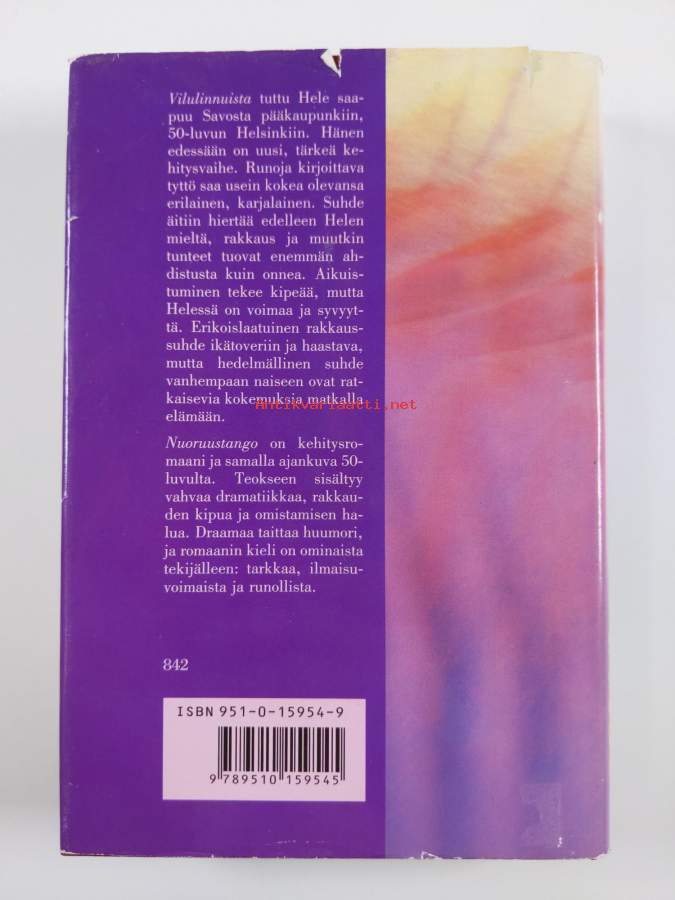 Vilulinnuista tuttu Hele saa-
puu Savosta pääkaupunkiin,
50-luvun Helsinkiin. Hänen
edessään on uusi, tärkeä ke-
hitysvaihe. Runoja kirjoittava
tyttö saa usein kokea olevansa
erilainen, karjalainen. Suhde
äitiin hiertää edelleen Helen
mieltä, rakkaus ja muutkin
tunteet tuovat enemmän ah-
distusta kuin onnea. Aikuis-
tuminen tekee kipeää, mutta
Helessä on voimaa ja syvyyt-
tä. Erikoislaatuinen rakkaus-
suhde ikätoveriin ja haastava,
mutta hedelmällinen suhde
vanhempaan naiseen ovat rat-
kaisevia kokemuksia matkalla
elämään.
Antikvariaatti.net
Nuoruustango on kehitysro-
maani ja samalla ajankuva 50-
luvulta. Teokseen sisältyy
vahvaa dramatiikkaa, rakkau-
den kipua ja omistamisen ha-
lua. Draamaa taittaa huumori,
ja romaanin kieli on ominaista
tekijälleen: tarkkaa, ilmaisu-
voimaista ja runollista.
842
ISBN 951-0-15954-9
9 789510 159545